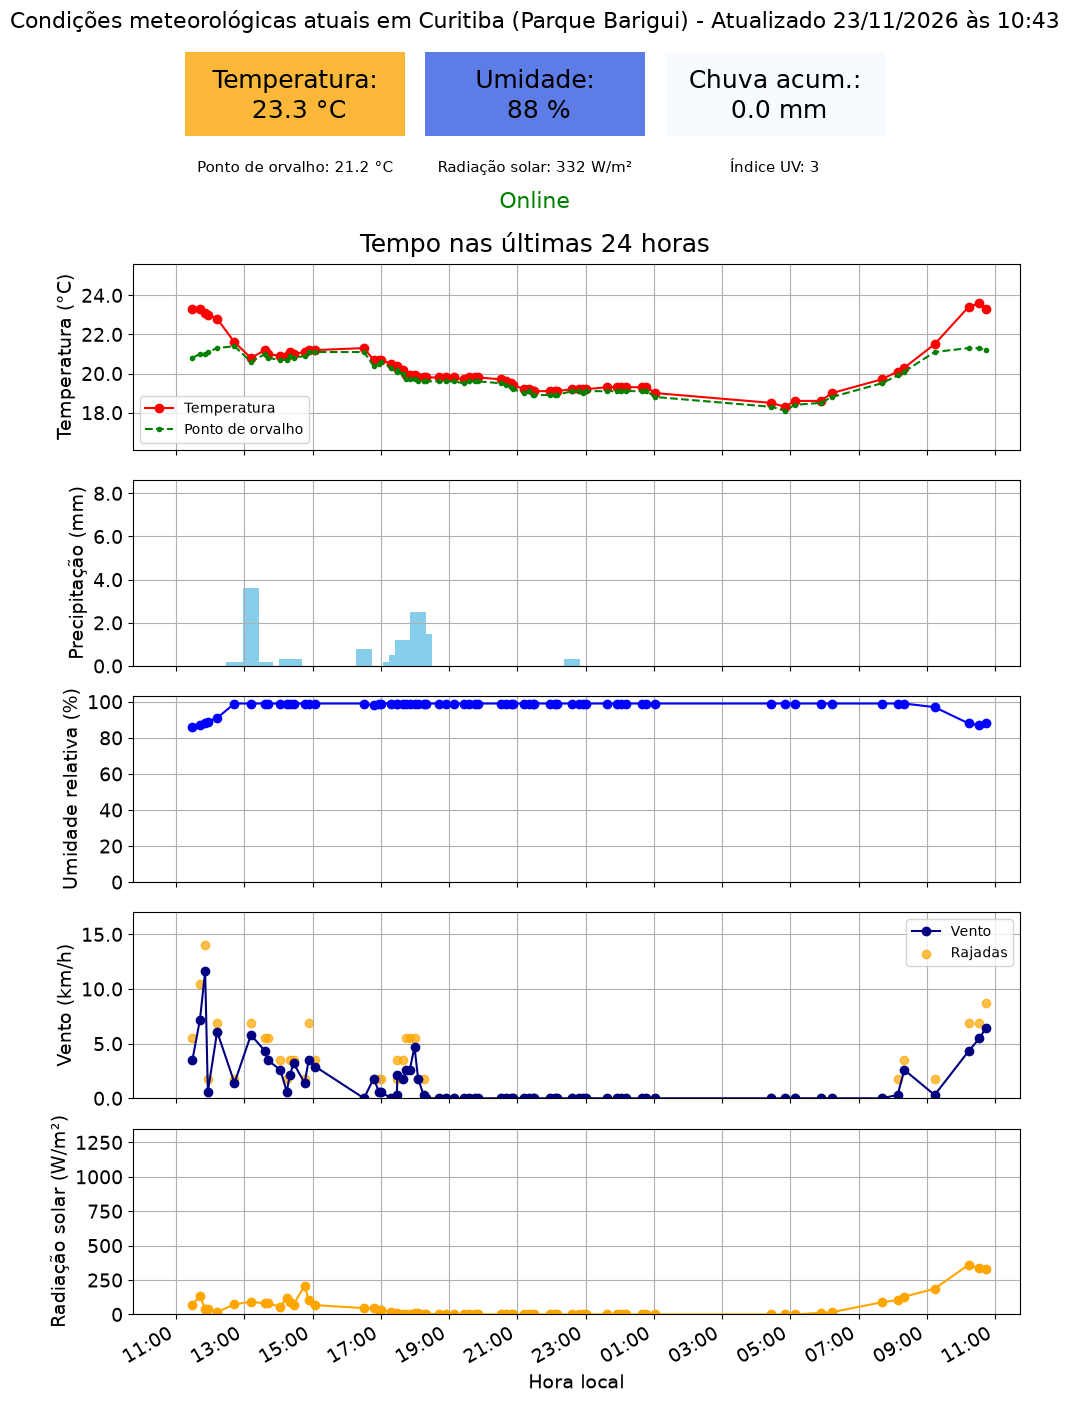 Condições meteorológicas atuais em Curitiba (Parque Barigui) - Atualizado 23/11/2026 às 10:43
Temperatura:
23.3 °C
Umidade:
88 %
Chuva acum.:
0.0 mm
Ponto de orvalho: 21.2 °C
Radiação solar: 332 W/m²
Índice UV: 3
Online
Tempo nas últimas 24 horas
Temperatura (°C)
24.0
22.0
20.0
18.0
Temperatura
Ponto de orvalho
Precipitação (mm)
8.0
6.0
4.0
2.0
0.0
Umidade relativa (%)
100
80
60
40
20
0
Vento (km/h)
15.0
10.0
5.0
0.0
Vento
Rajadas
Radiação solar (W/m²)
1250
1000
750
500
250
0
11:00
13:00
15:00
17:00
19:00
21:00
23:00
01:00
03:00
05:00
07:00
09:00
11:00
Hora local